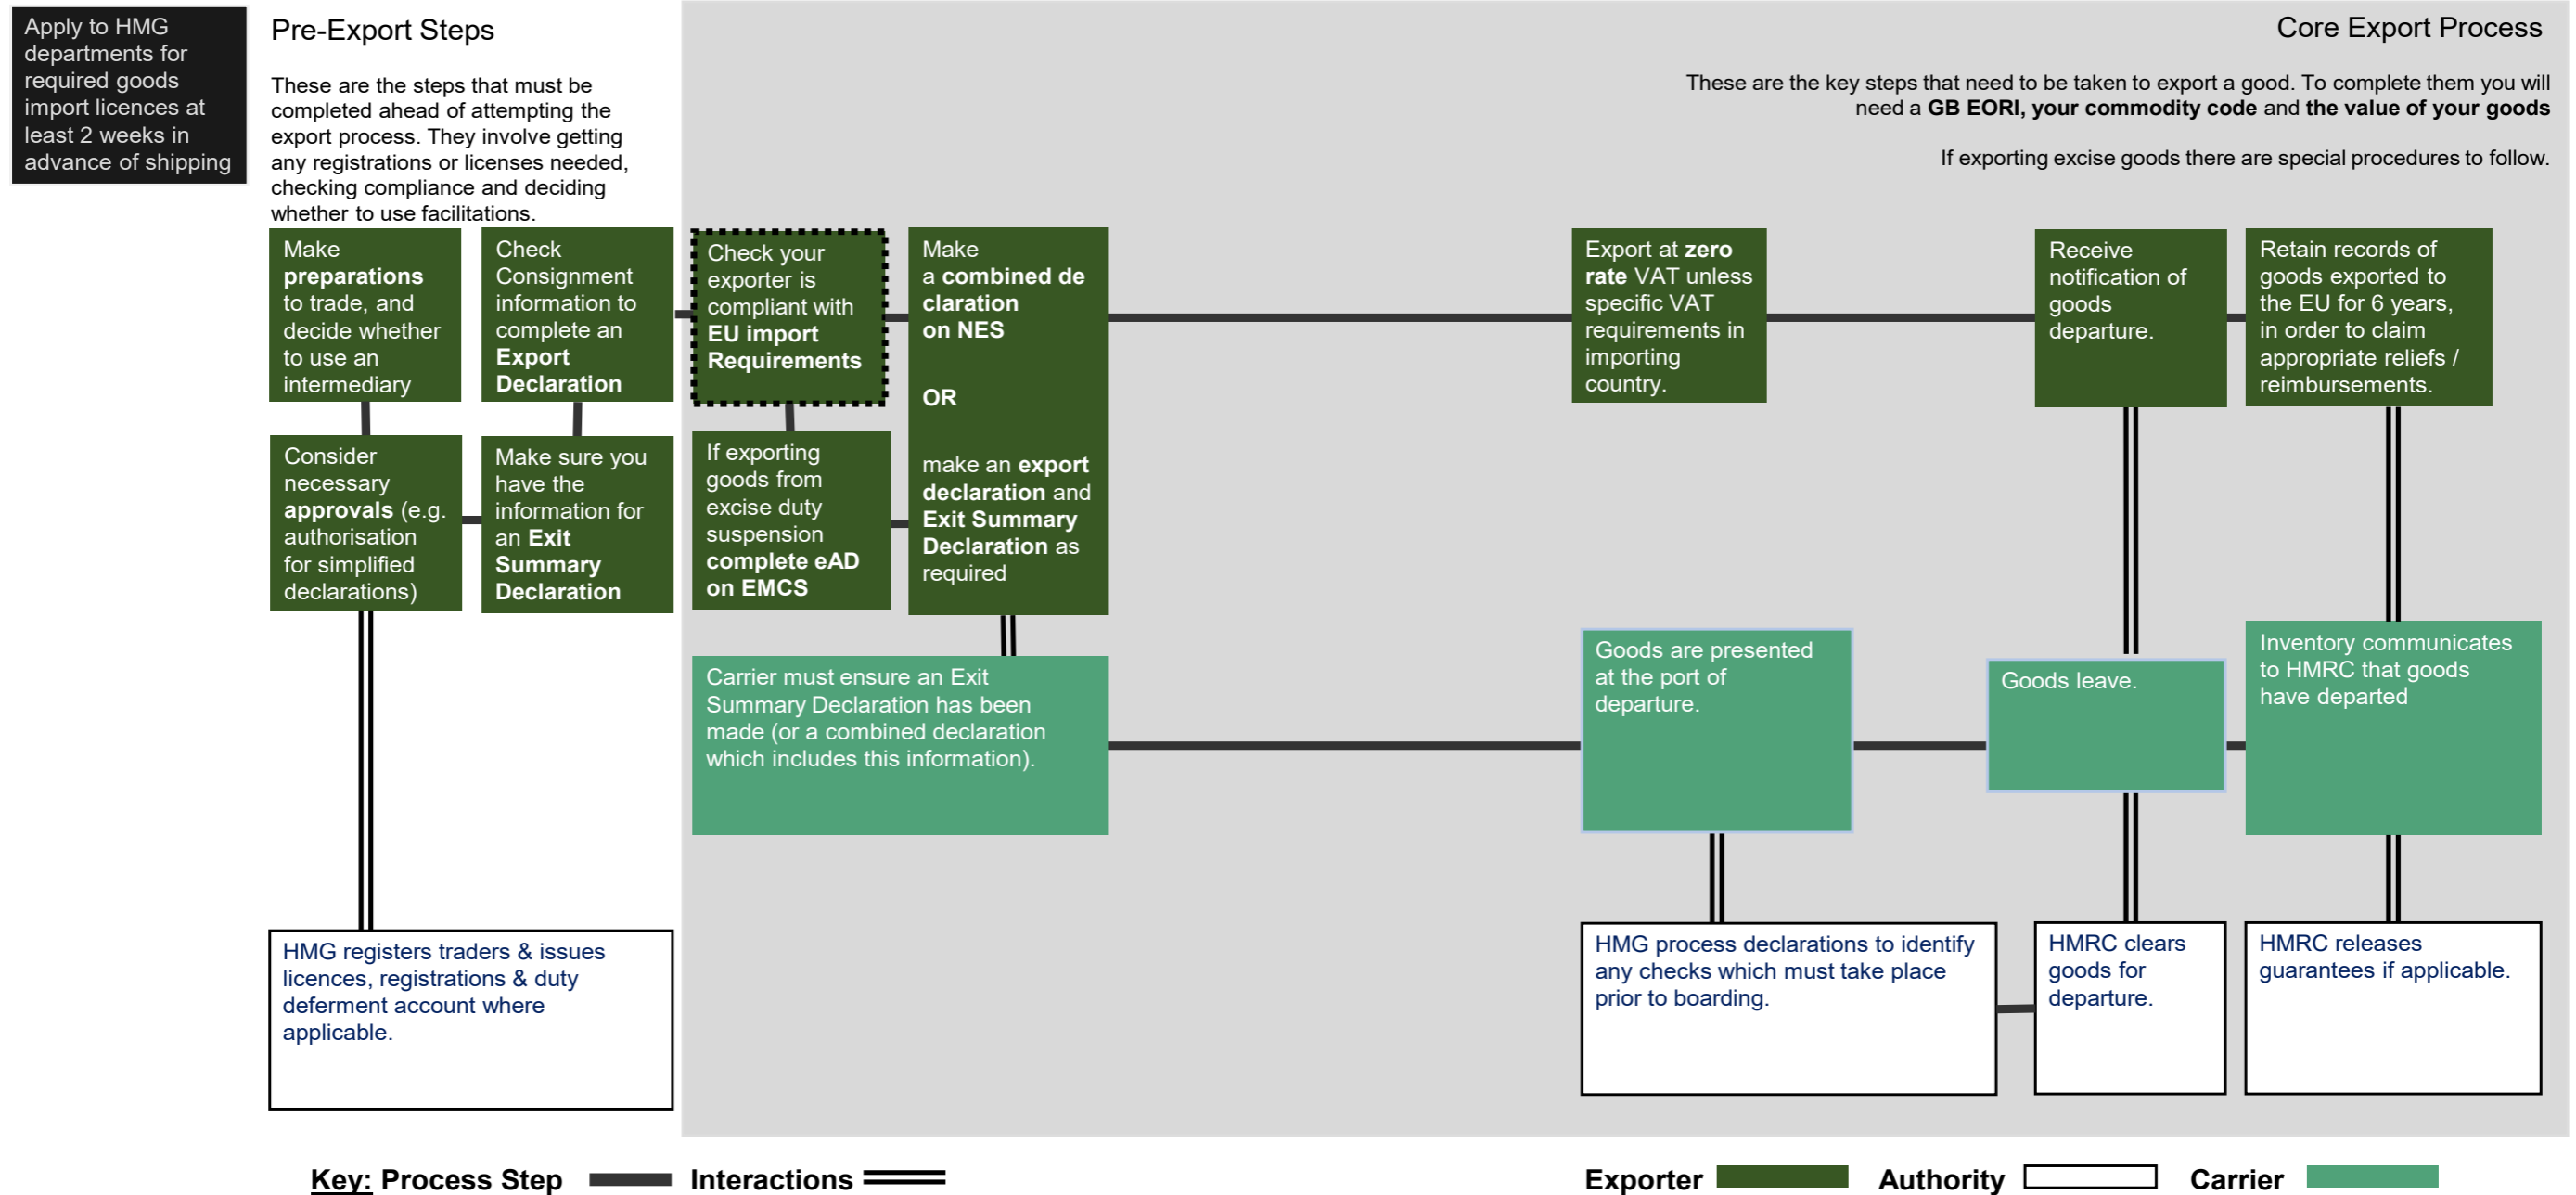 Apply to HMG
departments for
required goods
import licences at
least 2 weeks in
advance of shipping
Pre-Export Steps
These are the steps that must be
completed ahead of attempting the
export process. They involve getting
any registrations or licenses needed,
checking compliance and deciding
whether to use facilitations.
Core Export Process
These are the key steps that need to be taken to export a good. To complete them you will
need a GB EORI, your commodity code and the value of your goods
If exporting excise goods there are special procedures to follow.
Make
preparations
to trade, and
decide whether
to use an
intermediary
Check
Consignment
information to
complete an
Export
Declaration
Check your
exporter is
compliant with
EU import
Requirements
Make
a combined de
claration
on NES
OR
make an export
declaration and
Exit Summary
Declaration as
required
Export at zero
rate VAT unless
specific VAT
requirements in
importing
country.
Receive
notification of
goods
departure.
Retain records of
goods exported to
the EU for 6 years,
in order to claim
appropriate reliefs /
reimbursements.
Consider
necessary
approvals (e.g.
authorisation
for simplified
declarations)
Make sure you
have the
information for
an Exit
Summary
Declaration
If exporting
goods from
excise duty
suspension
complete eAD
on EMCS
Carrier must ensure an Exit
Summary Declaration has been
made (or a combined declaration
which includes this information).
Goods are presented
at the port of
departure.
Goods leave.
Inventory communicates
to HMRC that goods
have departed
HMG registers traders & issues
licences, registrations & duty
deferment account where
applicable.
HMG process declarations to identify
any checks which must take place
prior to boarding.
HMRC clears
goods for
departure.
HMRC releases
guarantees if applicable.
Key: Process Step Interactions Exporter Authority Carrier